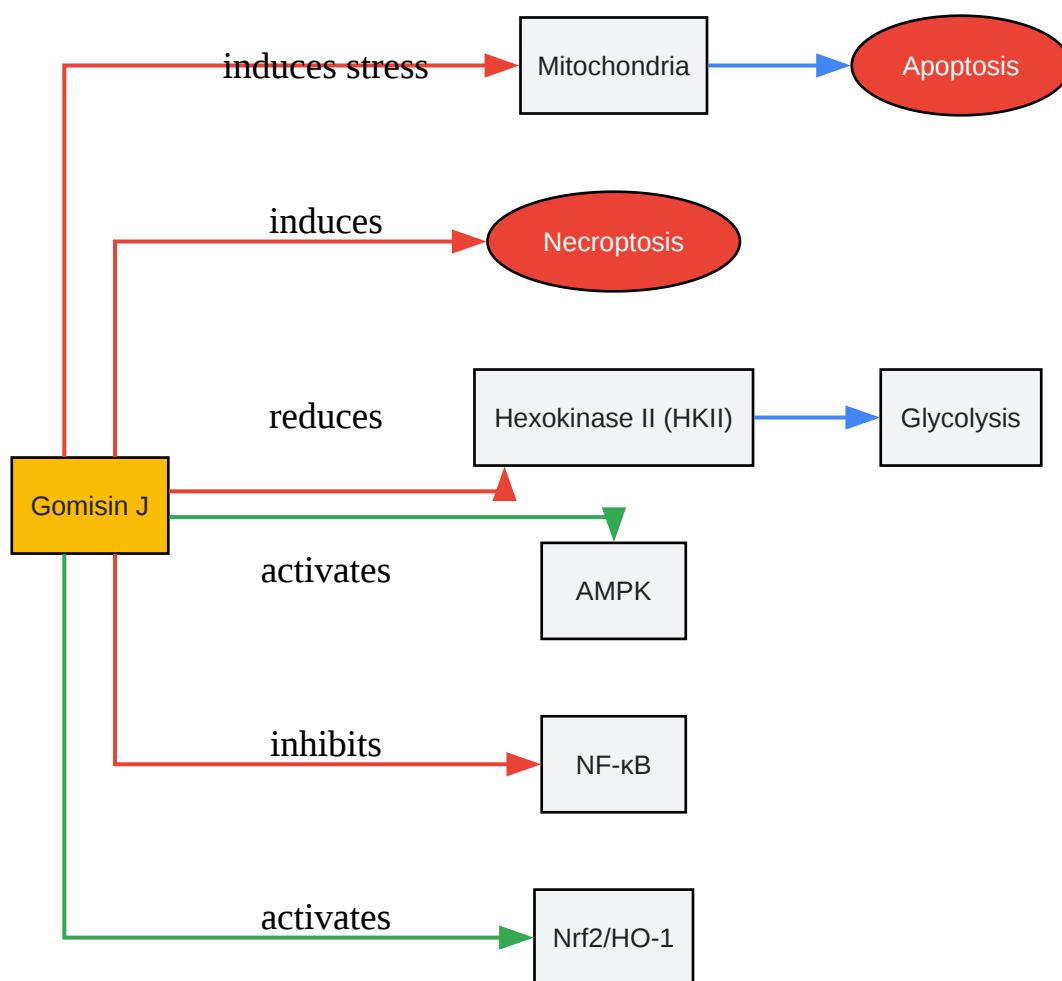 induces stress
Mitochondria
Apoptosis
induces
Necroptosis
reduces
Hexokinase II (HKII)
Glycolysis
Gomisin J
activates
AMPK
inhibits
NF-κB
activates
Nrf2/HO-1